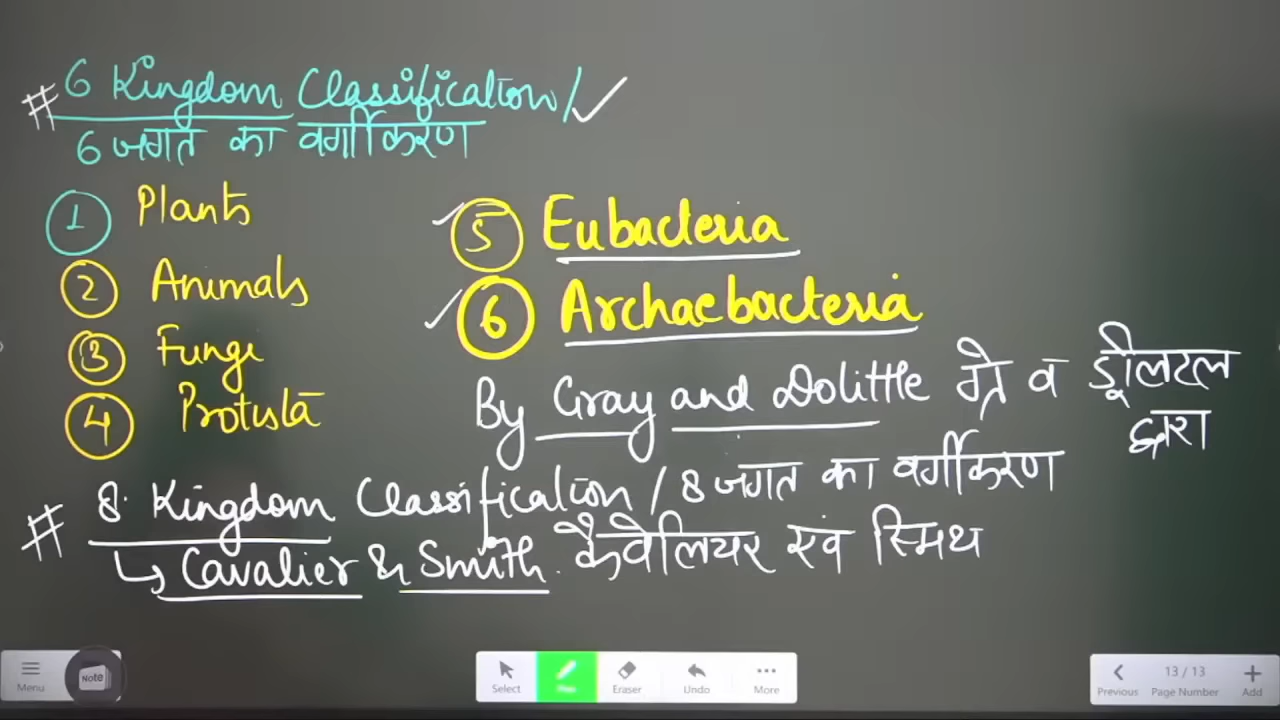 # 6 Kingdom Classification/ ✓
6 जगत का वर्गीकरण
1 Plants
2 Animals
3 Fungi
4 Protista
5 Eubacteria
6 Archaebacteria
By Gray and Dolittle ग्रे व डूलिटल
द्वारा
# 8 Kingdom Classification / 8 जगत का वर्गीकरण
↳ Cavalier & Smith. कैवेलियर एवं स्मिथ
Menu
Note
Select
Pen
Eraser
Undo
More
Previous
13 / 13
Page Number
Add